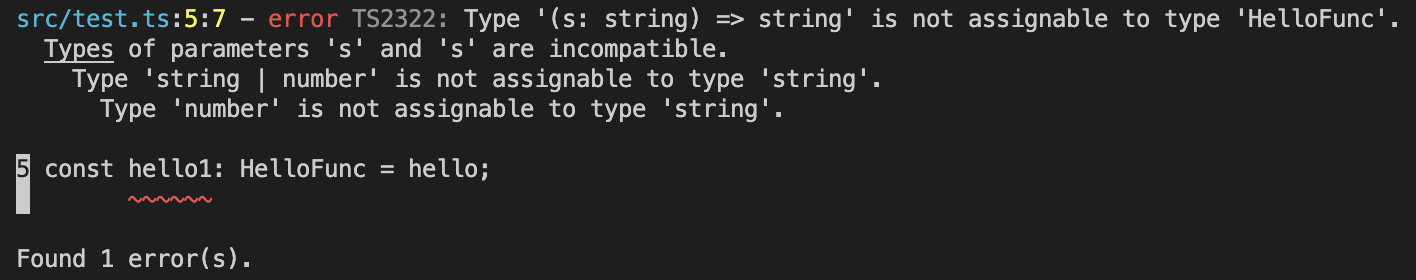 src/test.ts:5:7 - error TS2322: Type '(s: string) => string' is not assignable to type 'HelloFunc'.
Types of parameters 's' and 's' are incompatible.
Type 'string | number' is not assignable to type 'string'.
Type 'number' is not assignable to type 'string'.
5 const hello1: HelloFunc = hello;
Found 1 error(s).